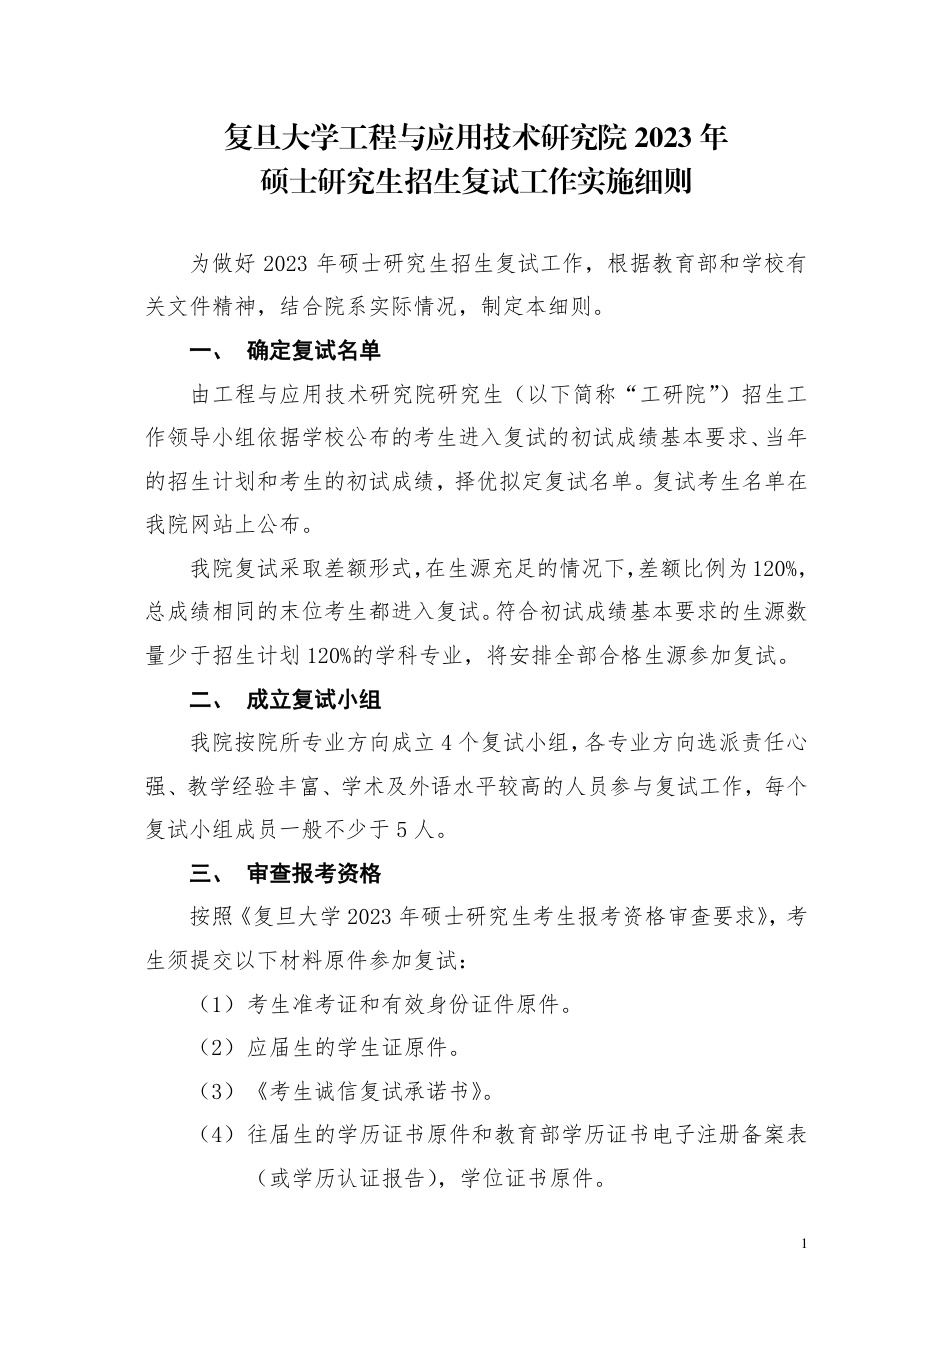 复旦大学工程与应用技术研究院 2023 年
硕士研究生招生复试工作实施细则
为做好 2023 年硕士研究生招生复试工作，根据教育部和学校有
关文件精神，结合院系实际情况，制定本细则。
一、 确定复试名单
由工程与应用技术研究院研究生（以下简称“工研院”）招生工
作领导小组依据学校公布的考生进入复试的初试成绩基本要求、当年
的招生计划和考生的初试成绩，择优拟定复试名单。复试考生名单在
我院网站上公布。
我院复试采取差额形式，在生源充足的情况下，差额比例为 120%，
总成绩相同的末位考生都进入复试。符合初试成绩基本要求的生源数
量少于招生计划 120%的学科专业，将安排全部合格生源参加复试。
二、 成立复试小组
我院按院所专业方向成立 4 个复试小组，各专业方向选派责任心
强、教学经验丰富、学术及外语水平较高的人员参与复试工作，每个
复试小组成员一般不少于 5 人。
三、 审查报考资格
按照《复旦大学 2023 年硕士研究生考生报考资格审查要求》，考
生须提交以下材料原件参加复试：
（1）考生准考证和有效身份证件原件。
（2）应届生的学生证原件。
（3）《考生诚信复试承诺书》。
（4）往届生的学历证书原件和教育部学历证书电子注册备案表
（或学历认证报告），学位证书原件。
1